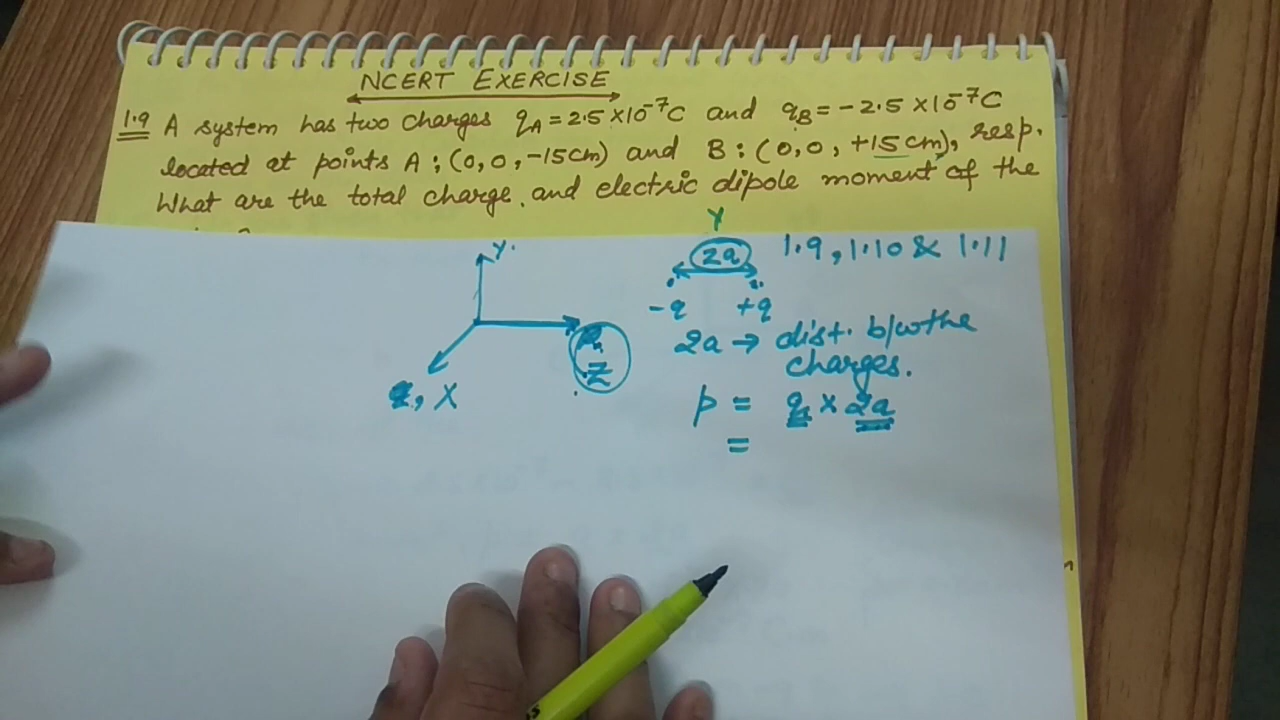 NCERT EXERCISE
1.9 A system has two charges qA = 2.5 × 10⁻⁷C and qB = -2.5 × 10⁻⁷C
located at points A : (0, 0, -15cm) and B : (0, 0, +15cm), resp.
What are the total charge, and electric dipole moment of the
Y.
X
Z
Y
2a
1.9, 1.10 & 1.11
-q +q
2a → dist. b/w the
charges.
p = q × 2a
=